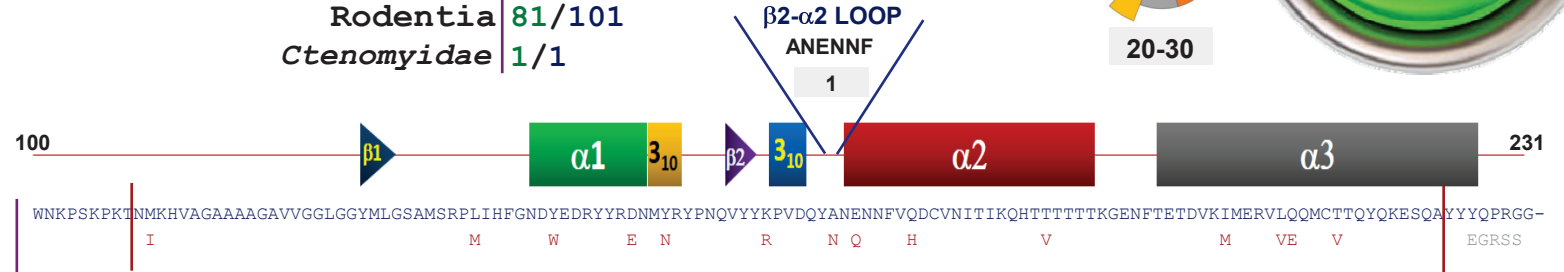 Rodentia 81/101
Ctenomyidae 1/1
β2-α2 LOOP
ANENNF
1
20-30
100
β1
α1
3₁₀
β2
3₁₀
α2
α3
231
WNKPSKPKTNMKHVAGAAAAGAVVGGLGGYMLGSAMSRPLIHFGNDYEDRYYRDNMYRYPNQVYYKPVDQYANENNFVQDCVNITIKQHTTTTTTKGENFTETDVKIMERVLQQMCTTQYQKESQAYYYQPRGG-
I M W E N R N Q H V M VE V EGRSS